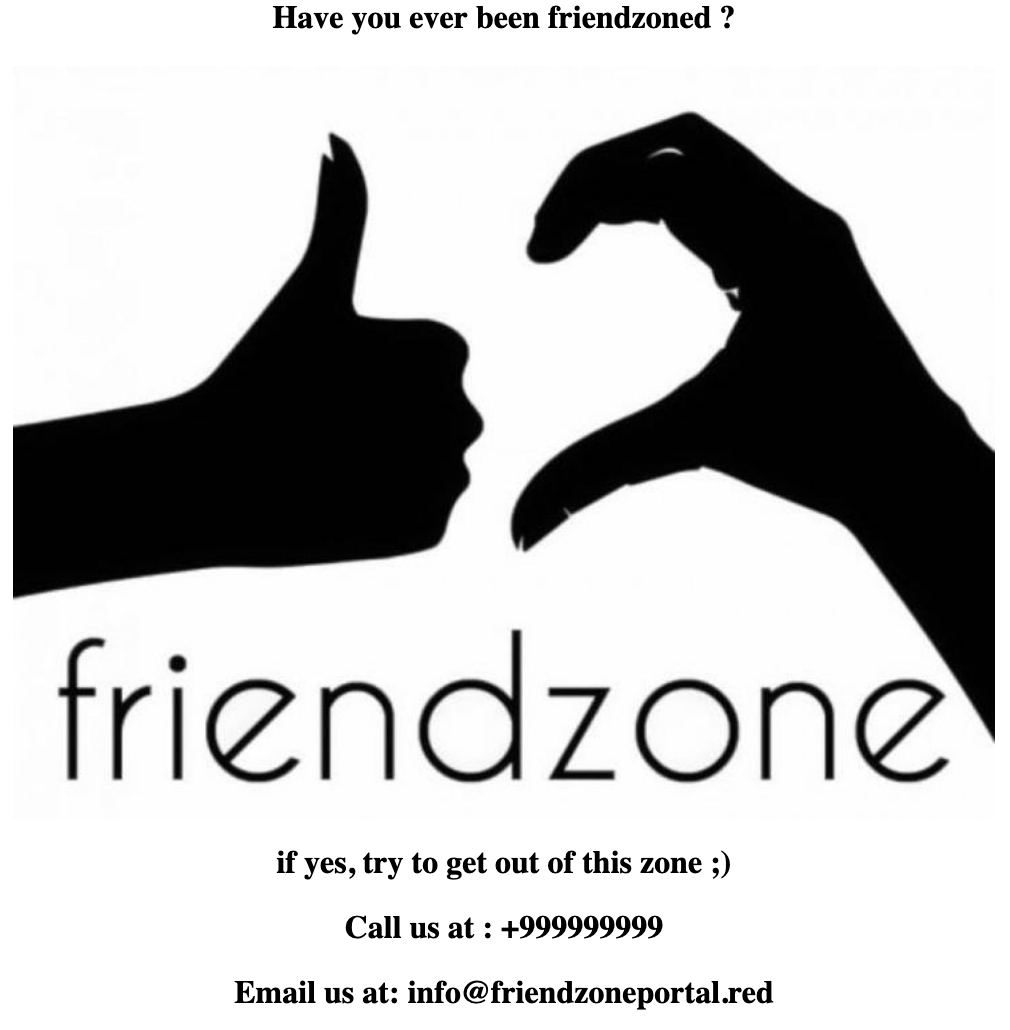 Have you ever been friendzoned ?
friendzone
if yes, try to get out of this zone ;)
Call us at : +999999999
Email us at: info@friendzoneportal.red